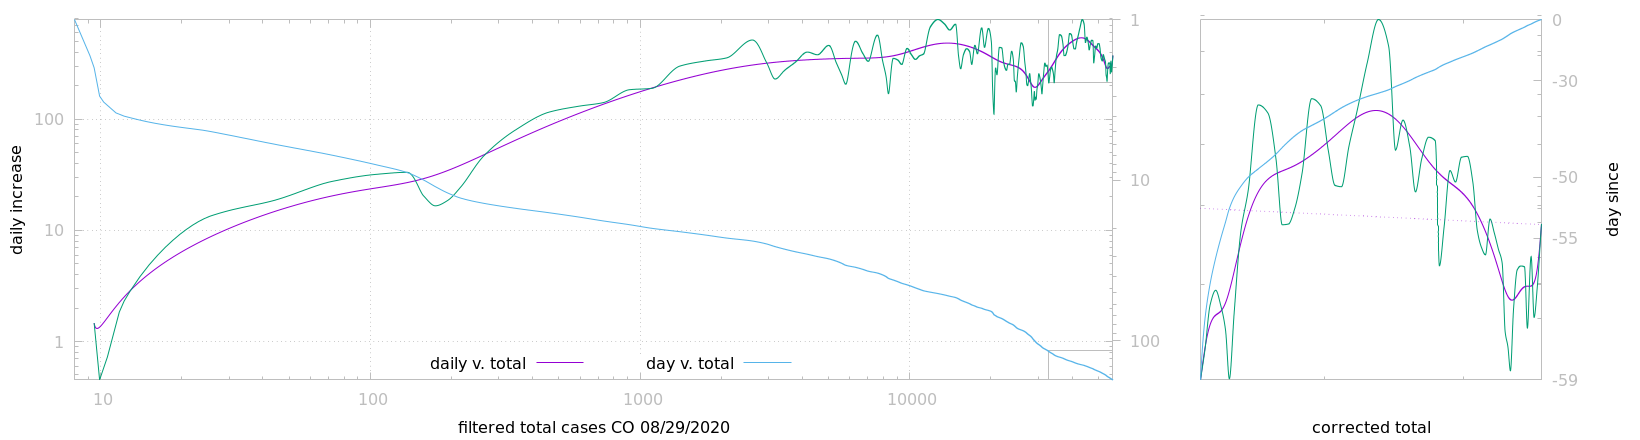 daily increase
100
10
1
daily v. total
day v. total
10
100
1000
10000
filtered total cases CO 08/29/2020
1
10
100
0
-30
-50
-55
-59
day since
corrected total